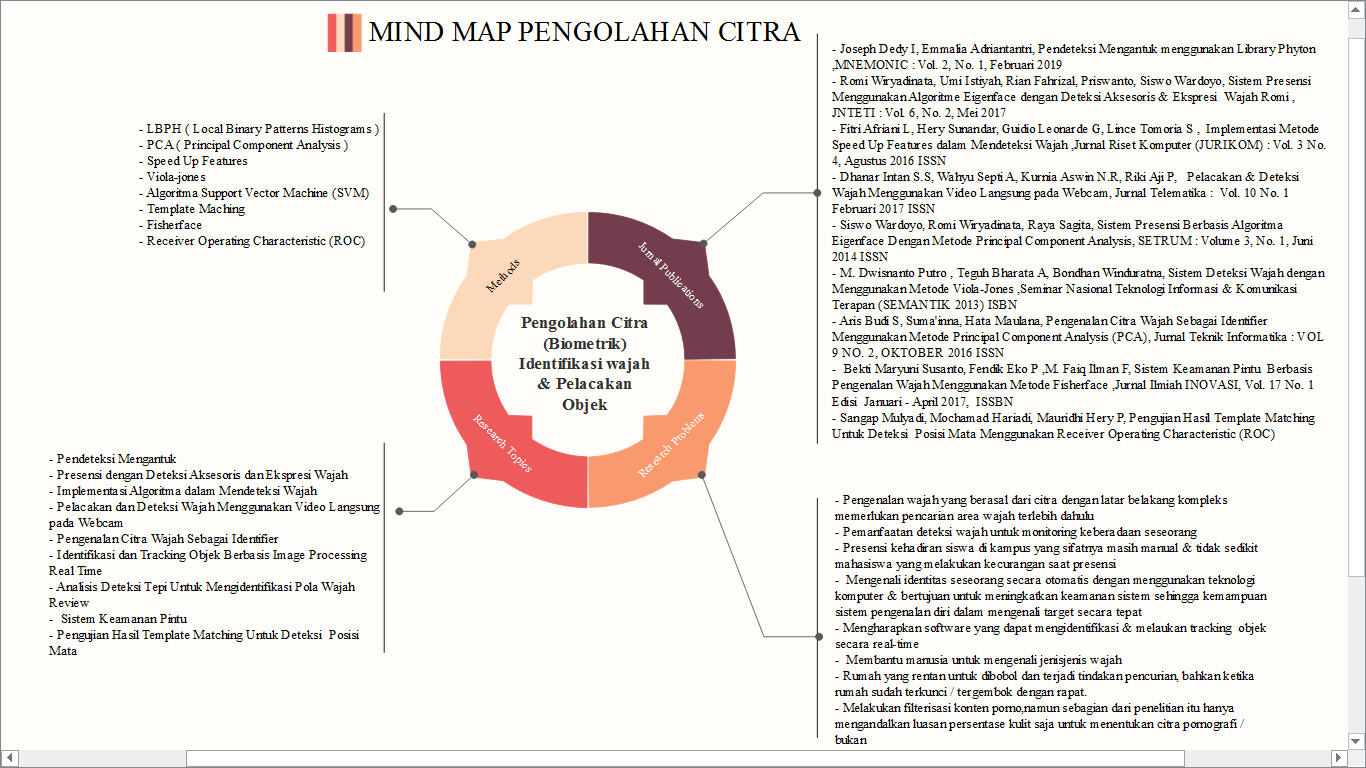 MIND MAP PENGOLAHAN CITRA
- LBPH ( Local Binary Patterns Histograms )
- PCA ( Principal Component Analysis )
- Speed Up Features
- Viola-jones
- Algoritma Support Vector Machine (SVM)
- Template Maching
- Fisherface
- Receiver Operating Characteristic (ROC)
- Joseph Dedy I, Emmalia Adriantantri, Pendeteksi Mengantuk menggunakan Library Phyton
,MNEMONIC : Vol. 2, No. 1, Februari 2019
- Romi Wiryadinata, Umi Istiyah, Rian Fahrizal, Priswanto, Siswo Wardoyo, Sistem Presensi
Menggunakan Algoritme Eigenface dengan Deteksi Aksesoris & Ekspresi Wajah Romi ,
JNTETI : Vol. 6, No. 2, Mei 2017
- Fitri Afriani L, Hery Sunandar, Guidio Leonarde G, Lince Tomoria S , Implementasi Metode
Speed Up Features dalam Mendeteksi Wajah ,Jurnal Riset Komputer (JURIKOM) : Vol. 3 No.
4, Agustus 2016 ISSN
- Dhanar Intan S.S, Wahyu Septi A, Kurnia Aswin N.R, Riki Aji P, Pelacakan & Deteksi
Wajah Menggunakan Video Langsung pada Webcam, Jurnal Telematika : Vol. 10 No. 1
Februari 2017 ISSN
- Siswo Wardoyo, Romi Wiryadinata, Raya Sagita, Sistem Presensi Berbasis Algoritma
Eigenface Dengan Metode Principal Component Analysis, SETRUM : Volume 3, No. 1, Juni
2014 ISSN
- M. Dwisnanto Putro , Teguh Bharata A, Bondhan Winduratna, Sistem Deteksi Wajah dengan
Menggunakan Metode Viola-Jones ,Seminar Nasional Teknologi Informasi & Komunikasi
Terapan (SEMANTIK 2013) ISBN
- Aris Budi S, Suma'inna, Hata Maulana, Pengenalan Citra Wajah Sebagai Identifier
Menggunakan Metode Principal Component Analysis (PCA), Jurnal Teknik Informatika : VOL
9 NO. 2, OKTOBER 2016 ISSN
- Bekti Maryuni Susanto, Fendik Eko P ,M. Faiq Ilman F, Sistem Keamanan Pintu Berbasis
Pengenalan Wajah Menggunakan Metode Fisherface ,Jurnal Ilmiah INOVASI, Vol. 17 No. 1
Edisi Januari - April 2017, ISSBN
- Sangap Mulyadi, Mochamad Hariadi, Mauridhi Hery P, Pengujian Hasil Template Matching
Untuk Deteksi Posisi Mata Menggunakan Receiver Operating Characteristic (ROC)
Methods
Jurnal Publications
Pengolahan Citra
(Biometrik)
Identifikasi wajah
& Pelacakan
Objek
Research Topics
Research Problems
- Pendeteksi Mengantuk
- Presensi dengan Deteksi Aksesoris dan Ekspresi Wajah
- Implementasi Algoritma dalam Mendeteksi Wajah
- Pelacakan dan Deteksi Wajah Menggunakan Video Langsung
pada Webcam
- Pengenalan Citra Wajah Sebagai Identifier
- Identifikasi dan Tracking Objek Berbasis Image Processing
Real Time
- Analisis Deteksi Tepi Untuk Mengidentifikasi Pola Wajah
Review
- Sistem Keamanan Pintu
- Pengujian Hasil Template Matching Untuk Deteksi Posisi
Mata
- Pengenalan wajah yang berasal dari citra dengan latar belakang kompleks
memerlukan pencarian area wajah terlebih dahulu
- Pemanfaatan deteksi wajah untuk monitoring keberadaan seseorang
- Presensi kehadiran siswa di kampus yang sifatnya masih manual & tidak sedikit
mahasiswa yang melakukan kecurangan saat presensi
- Mengenali identitas seseorang secara otomatis dengan menggunakan teknologi
komputer & bertujuan untuk meningkatkan keamanan sistem sehingga kemampuan
sistem pengenalan diri dalam mengenali target secara tepat
- Mengharapkan software yang dapat mengidentifikasi & melaukan tracking objek
secara real-time
- Membantu manusia untuk mengenali jenisjenis wajah
- Rumah yang rentan untuk dibobol dan terjadi tindakan pencurian, bahkan ketika
rumah sudah terkunci / tergembok dengan rapat.
- Melakukan filterisasi konten porno,namun sebagian dari penelitian itu hanya
mengandalkan luasan persentase kulit saja untuk menentukan citra pornografi /
bukan